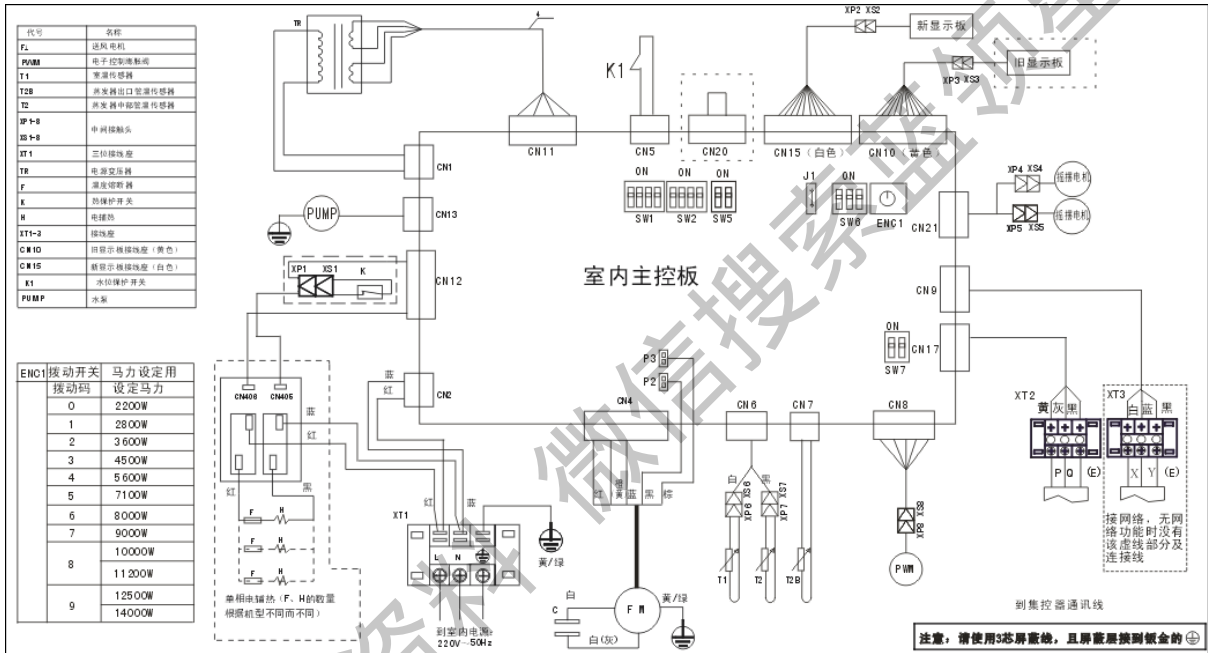 代号 名称
F⊥ 送风电机
PWM 电子控制膨胀阀
T1 室温传感器
T2B 蒸发器出口管温传感器
T2 蒸发器中部管温传感器
XP1-8
XS1-8
中间接触头
XT1 三位接线座
TR 电源变压器
F 温度熔断器
K 热保护开关
H 电辅热
XT1-3 接线座
CN10 旧显示板接线座(黄色)
CN15 新显示板接线座(白色)
K1 水位保护开关
PUMP 水泵
ENC1 拨动开关 马力设定用
拨动码 设定马力
0 2200W
1 2800W
2 3600W
3 4500W
4 5600W
5 7100W
6 8000W
7 9000W
8 10000W
11200W
9 12500W
14000W
TR
4
K1
XP2 XS2
新显示板
XP3 XS3
旧显示板
CN11
CN5
CN20
CN15(白色)
CN10(黄色)
CN1
CN13
PUMP
CN12
XP1 XS1 K
CN2
ON ON ON
SW1 SW2 SW5
J1 ON
SW6 ENC1
XP4 XS4
摇摆电机
XP5 XS5
摇摆电机
CN21
室内主控板
CN9
ON
SW7
CN17
CN406 CN405
蓝
红
红 黑
F H
F H
F H
单相电辅热(F、H的数量
根据机型不同而不同)
蓝
红
红 蓝
XT1
L N
黄/绿
到室内电源:
220V~50Hz
P3
P2
CN4
红 橙 黄 蓝 黑 棕
白
C
白(灰)
FM
黄/绿
CN6
白 黑
XP6 XS6
XP7 XS7
T1 T2 T2B
CN7
CN8
XP8 XS8
PWM
XT2
黄 灰 黑
P Q (E)
XT3
白 蓝 黑
X Y (E)
接网络，无网
络功能时没有
该虚线部分及
连接线
到集控器通讯线
注意：请使用3芯屏蔽线，且屏蔽层接到钣金的
资料 微信搜索蓝领星